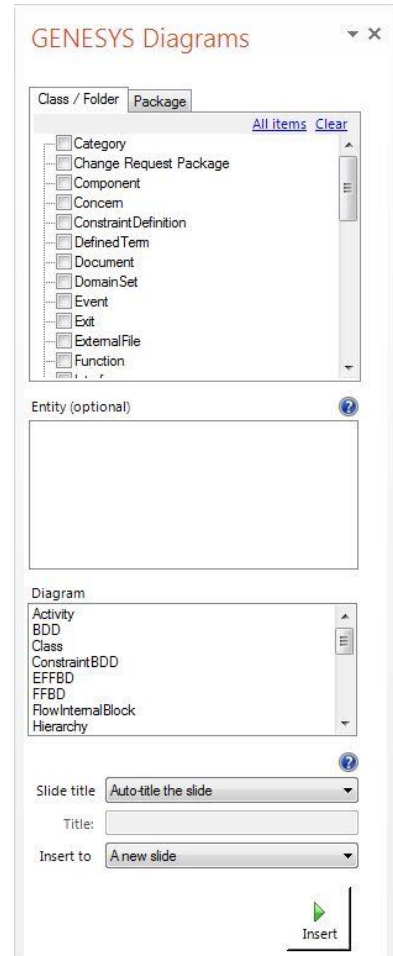 GENESYS Diagrams
Class / Folder Package
All items Clear
Category
Change Request Package
Component
Concern
ConstraintDefinition
DefinedTerm
Document
DomainSet
Event
Exit
ExternalFile
Function
Entity (optional)
Diagram
Activity
BDD
Class
ConstraintBDD
EFFBD
FFBD
FlowInternalBlock
Hierarchy
Slide title Auto-title the slide
Title:
Insert to A new slide
Insert